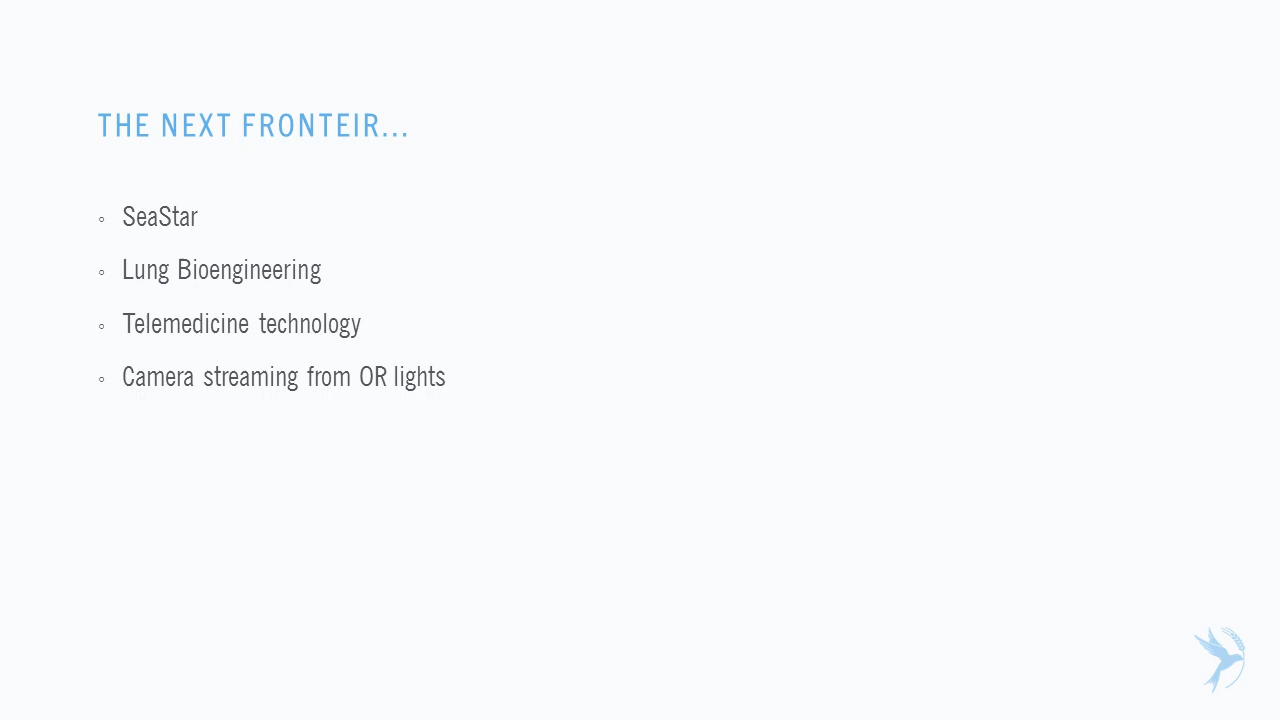 THE NEXT FRONTEIR...
SeaStar
Lung Bioengineering
Telemedicine technology
Camera streaming from OR lights